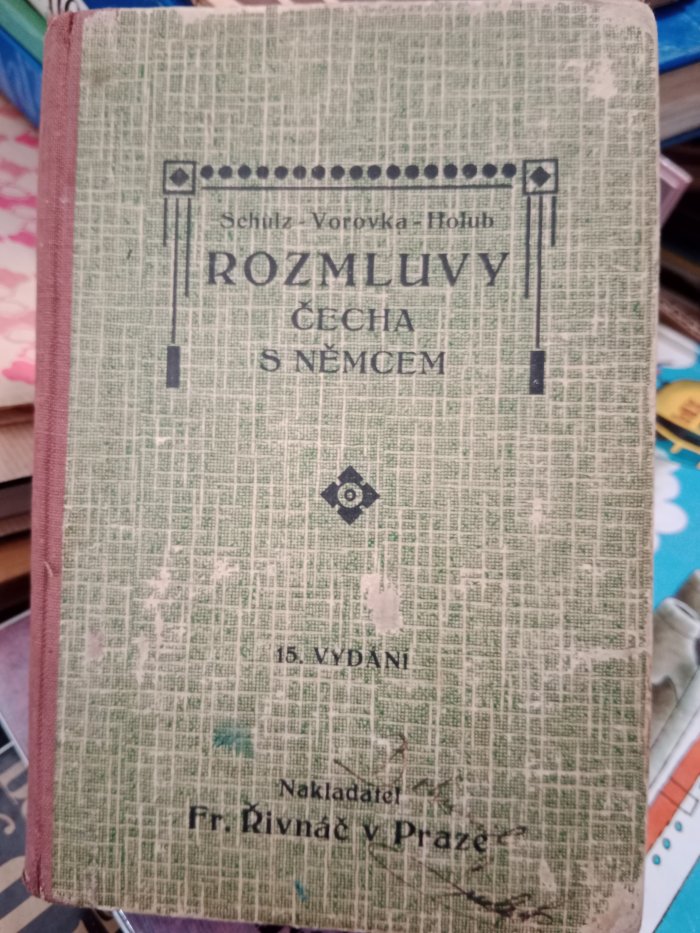 Schulz - Vorovka - Holub
ROZMLUVY
ČECHA
S NĚMCEM
15. VYDÁNÍ
Nakladatel
Fr. Řivnáč v Praze